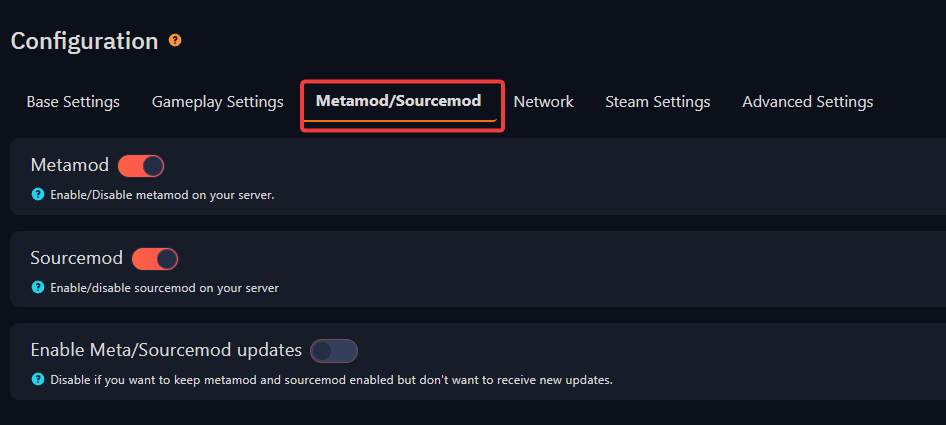 Configuration
Base Settings Gameplay Settings Metamod/Sourcemod Network Steam Settings Advanced Settings
Metamod
Enable/Disable metamod on your server.
Sourcemod
Enable/disable sourcemod on your server
Enable Meta/Sourcemod updates
Disable if you want to keep metamod and sourcemod enabled but don't want to receive new updates.